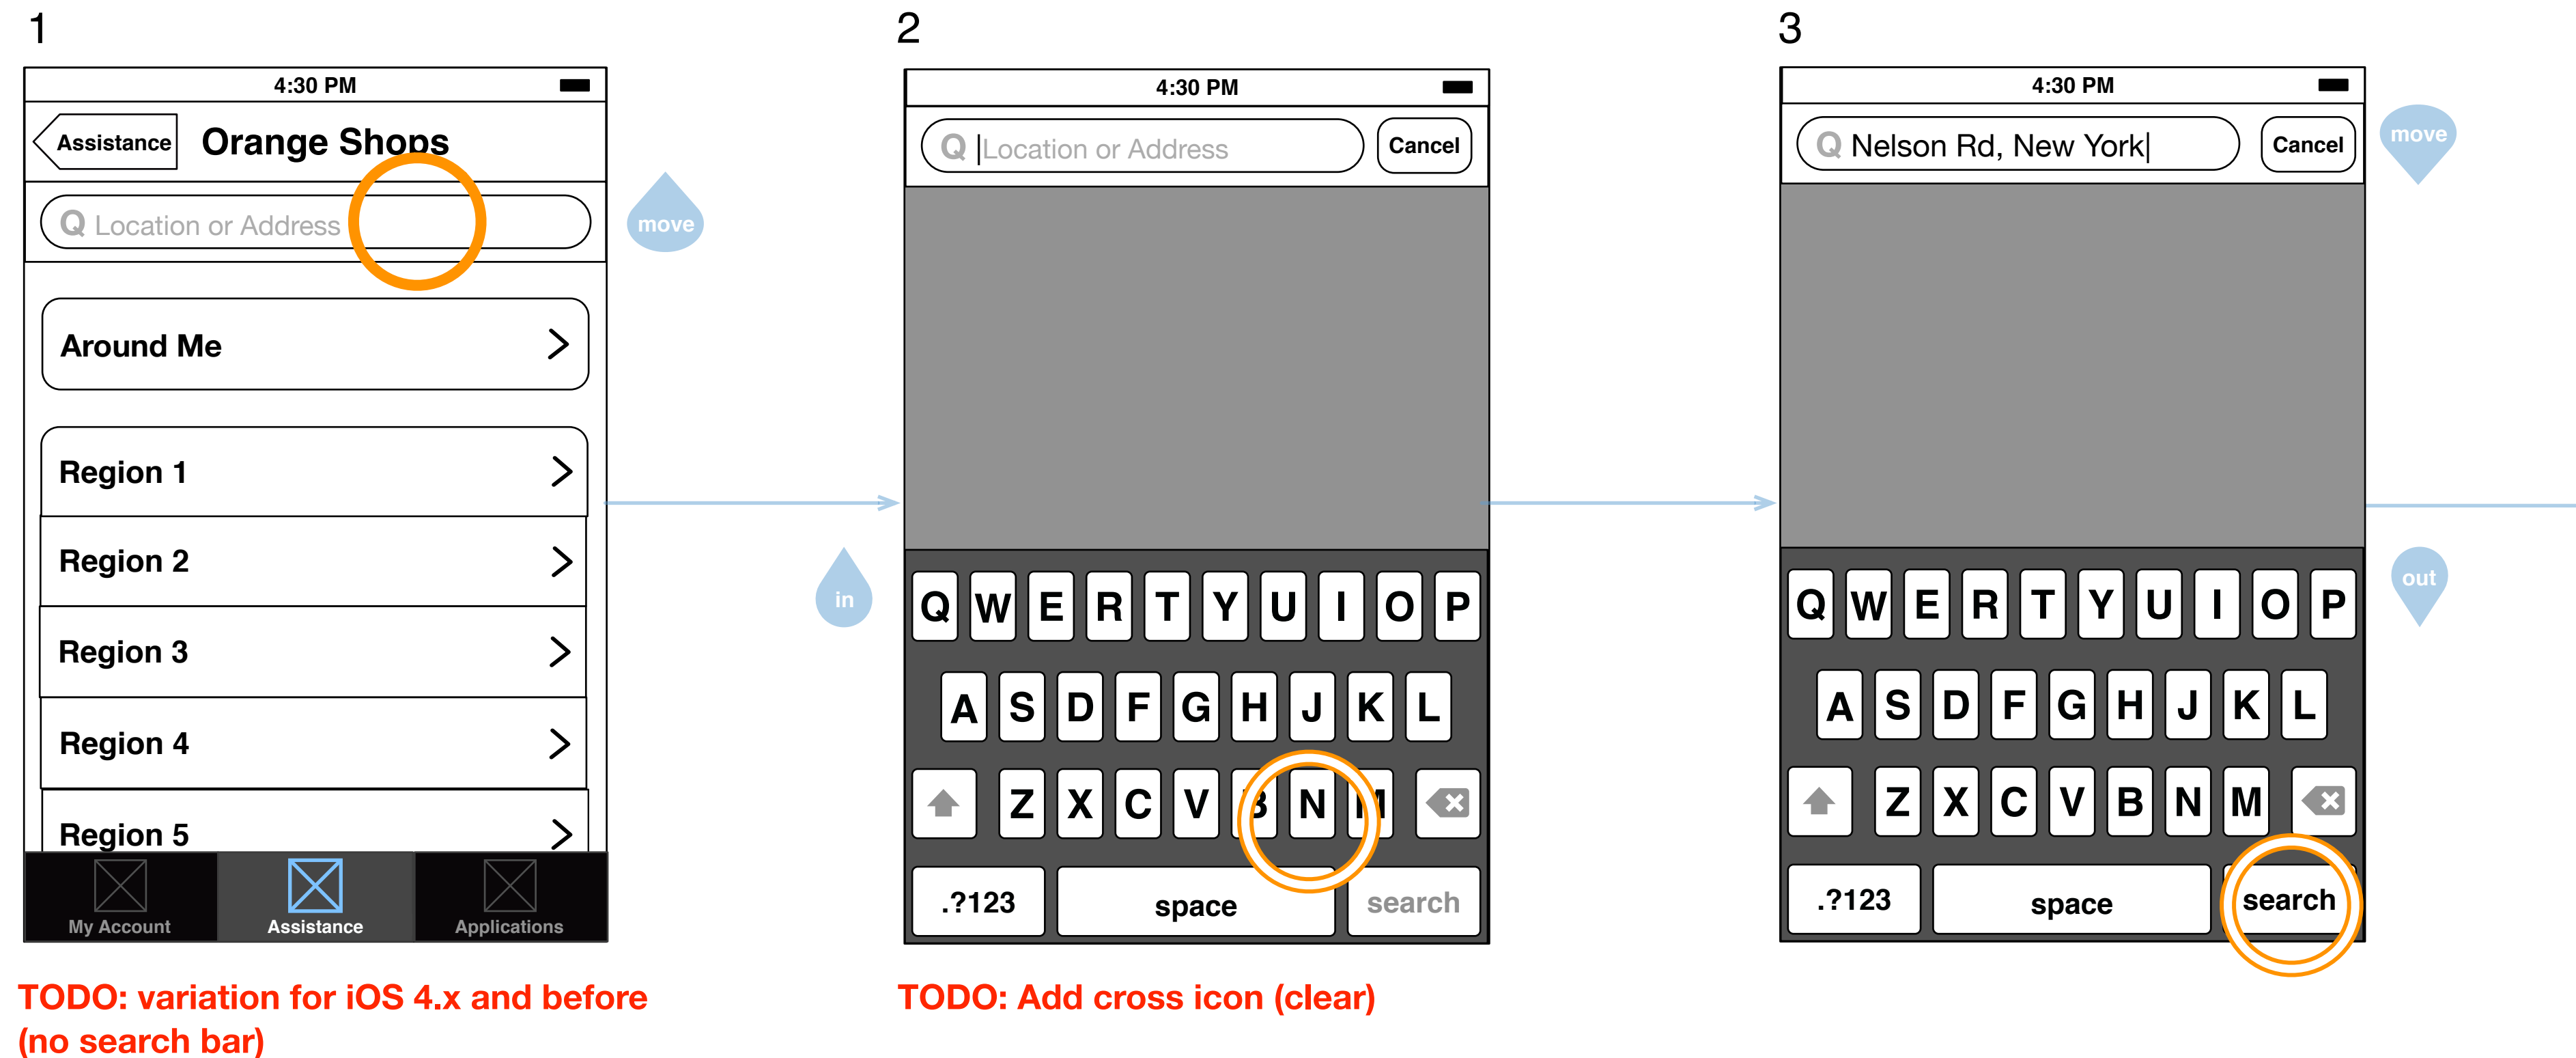 1
4:30 PM
Assistance
Orange Shops
Q Location or Address
Around Me
Region 1
Region 2
Region 3
Region 4
Region 5
My Account
Assistance
Applications
TODO: variation for iOS 4.x and before
(no search bar)
move
in
2
4:30 PM
Q Location or Address
Cancel
Q W E R T Y U I O P
A S D F G H J K L
Z X C V B N M
.?123 space search
TODO: Add cross icon (clear)
3
4:30 PM
Q Nelson Rd, New York
Cancel
Q W E R T Y U I O P
A S D F G H J K L
Z X C V B N M
.?123 space search
move
out